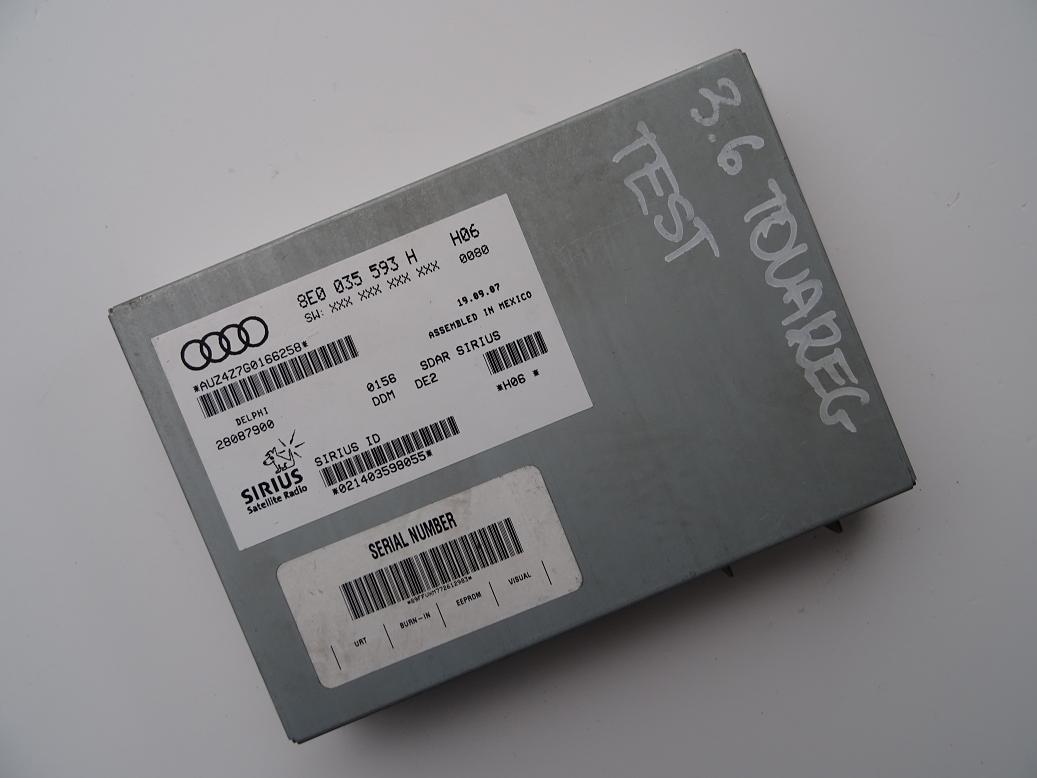 3.6 TOUAREG
TEST
8E0 035 593 H H06
SW: XXX XXX XXX XXX 0080
19.09.07
ASSEMBLED IN MEXICO
*AUZ4Z7G0166258*
0156 SDAR SIRIUS
DDM DE2
*H06 *
DELPHI
28087900
SIRIUS
Satellite Radio
SIRIUS ID
*021403598055*
SERIAL NUMBER
URT BURN-IN EEPROM VISUAL